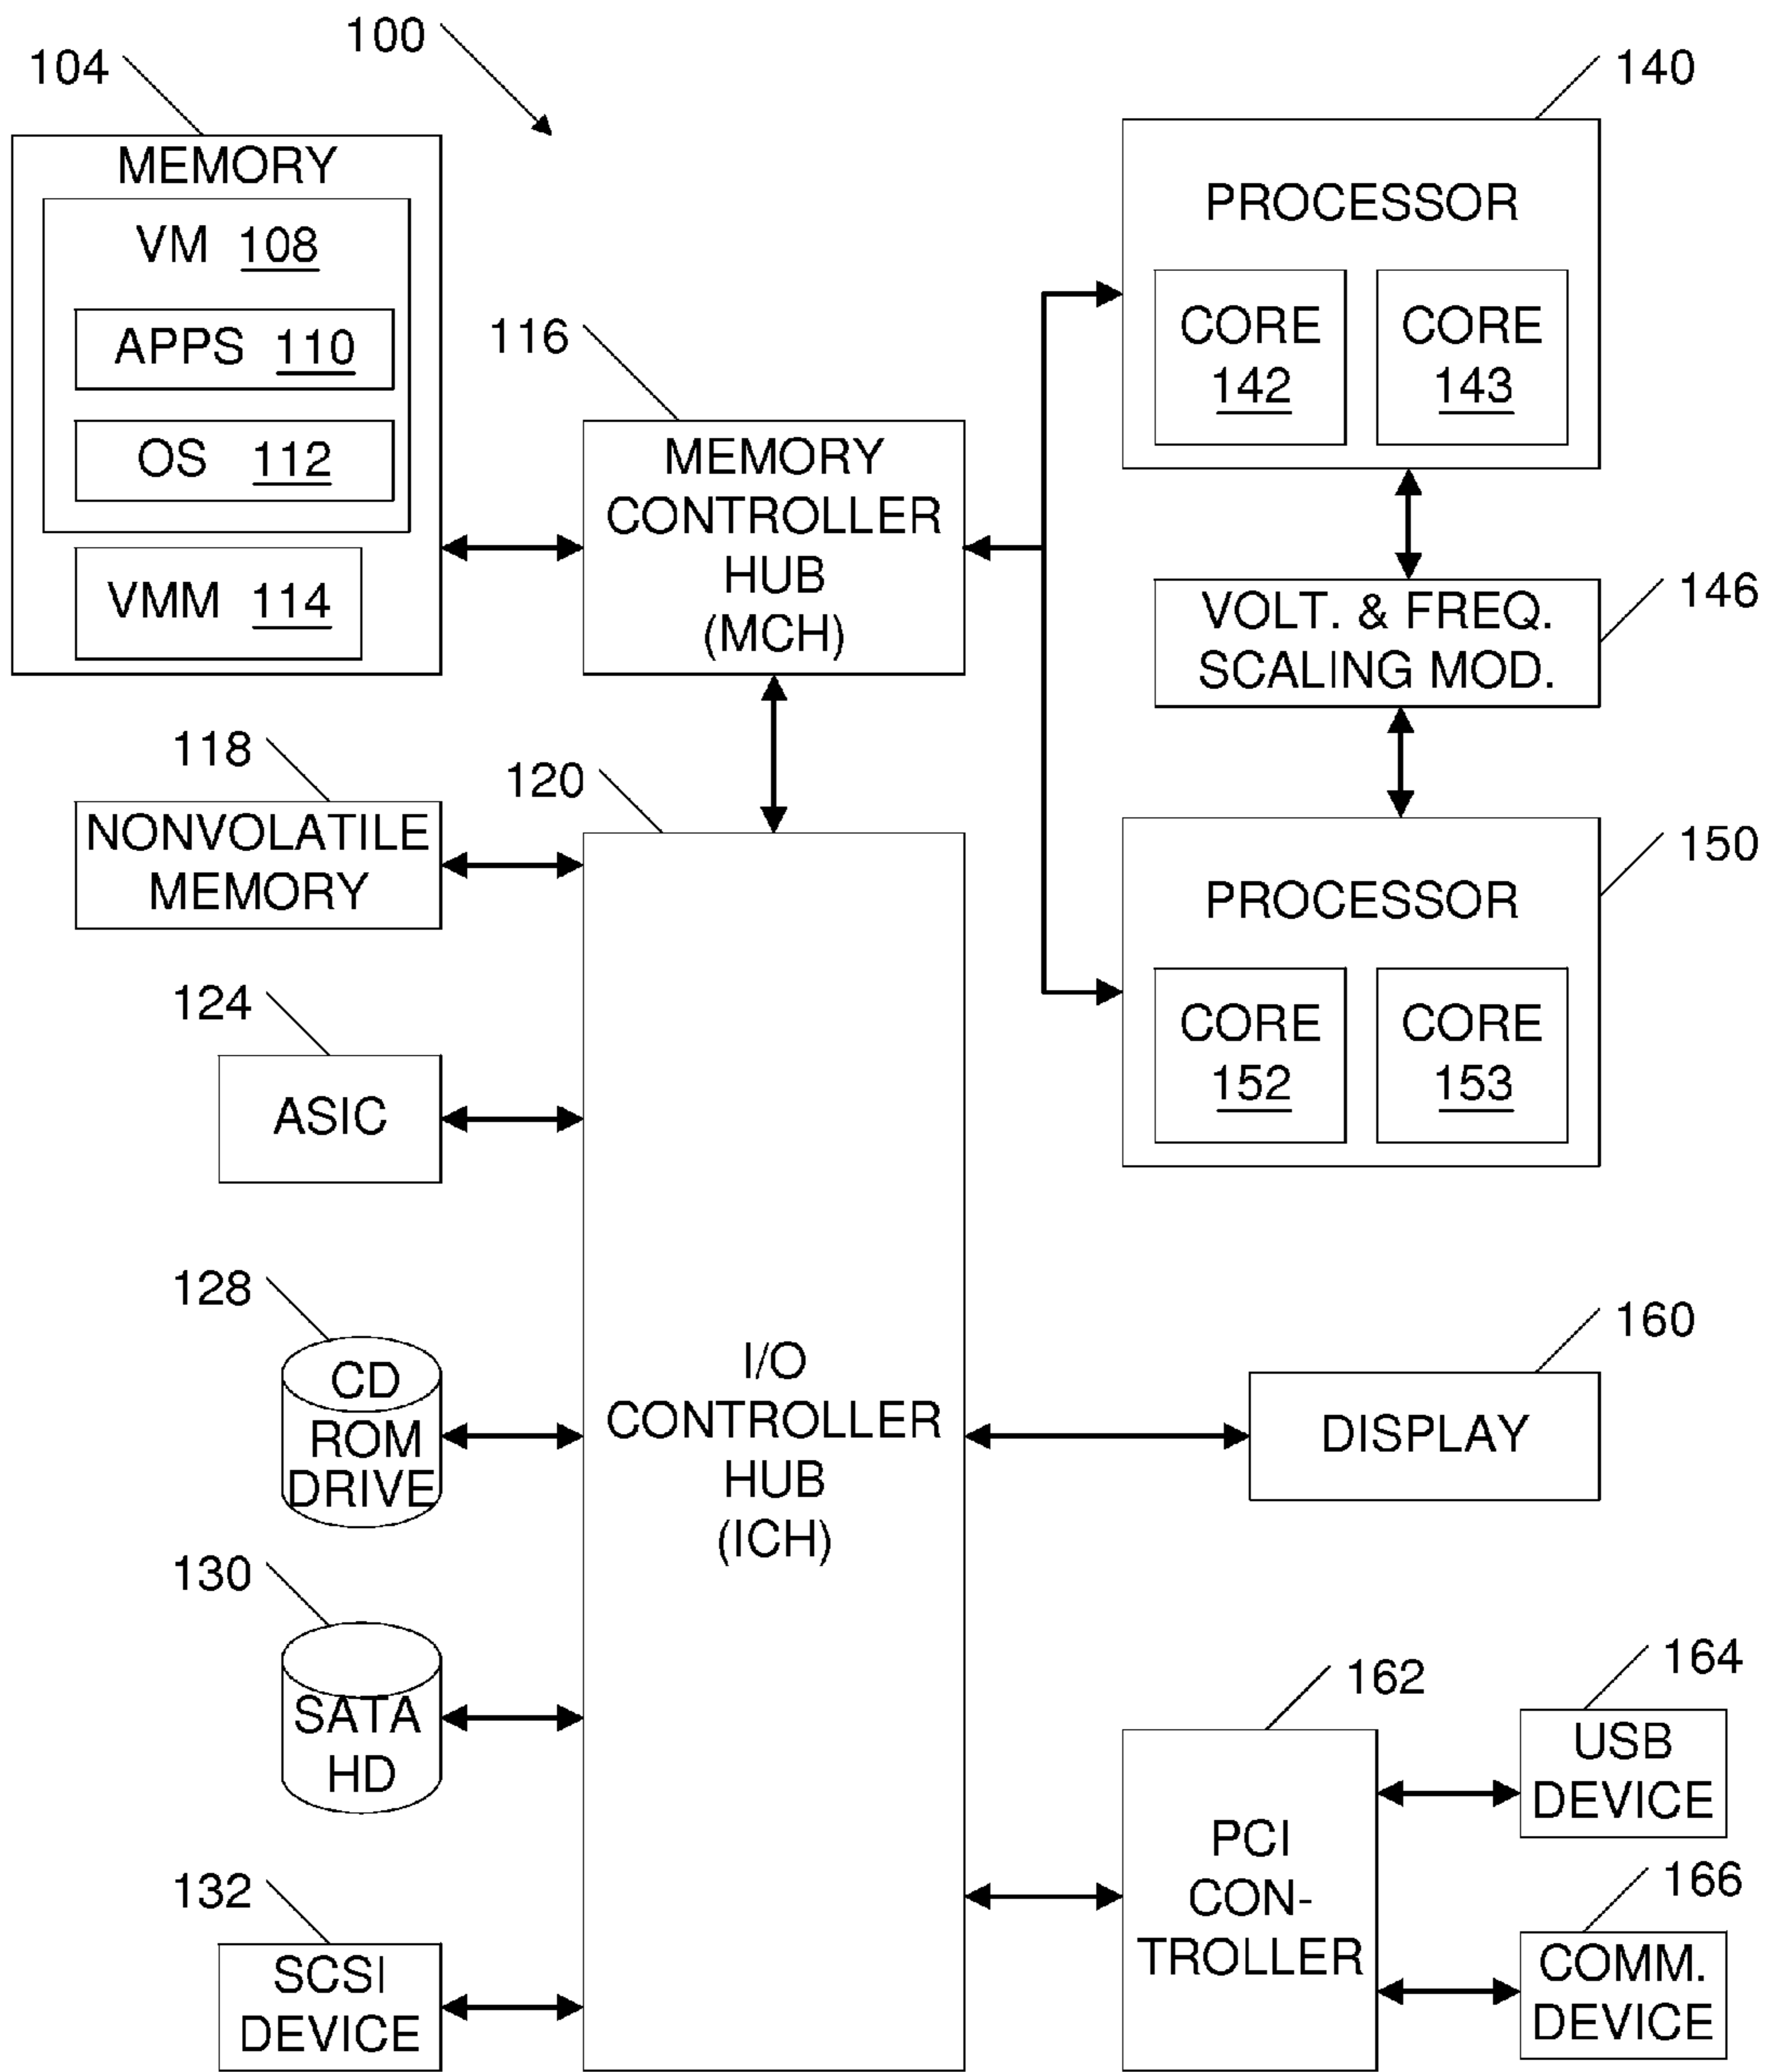 100
104
MEMORY
VM 108
APPS 110
OS 112
VMM 114
116
MEMORY
CONTROLLER
HUB
(MCH)
140
PROCESSOR
CORE
142
CORE
143
146
VOLT. & FREQ.
SCALING MOD.
150
PROCESSOR
CORE
152
CORE
153
118
NONVOLATILE
MEMORY
120
I/O
CONTROLLER
HUB
(ICH)
124
ASIC
128
CD
ROM
DRIVE
130
SATA
HD
132
SCSI
DEVICE
160
DISPLAY
162
PCI
CON-
TROLLER
164
USB
DEVICE
166
COMM.
DEVICE